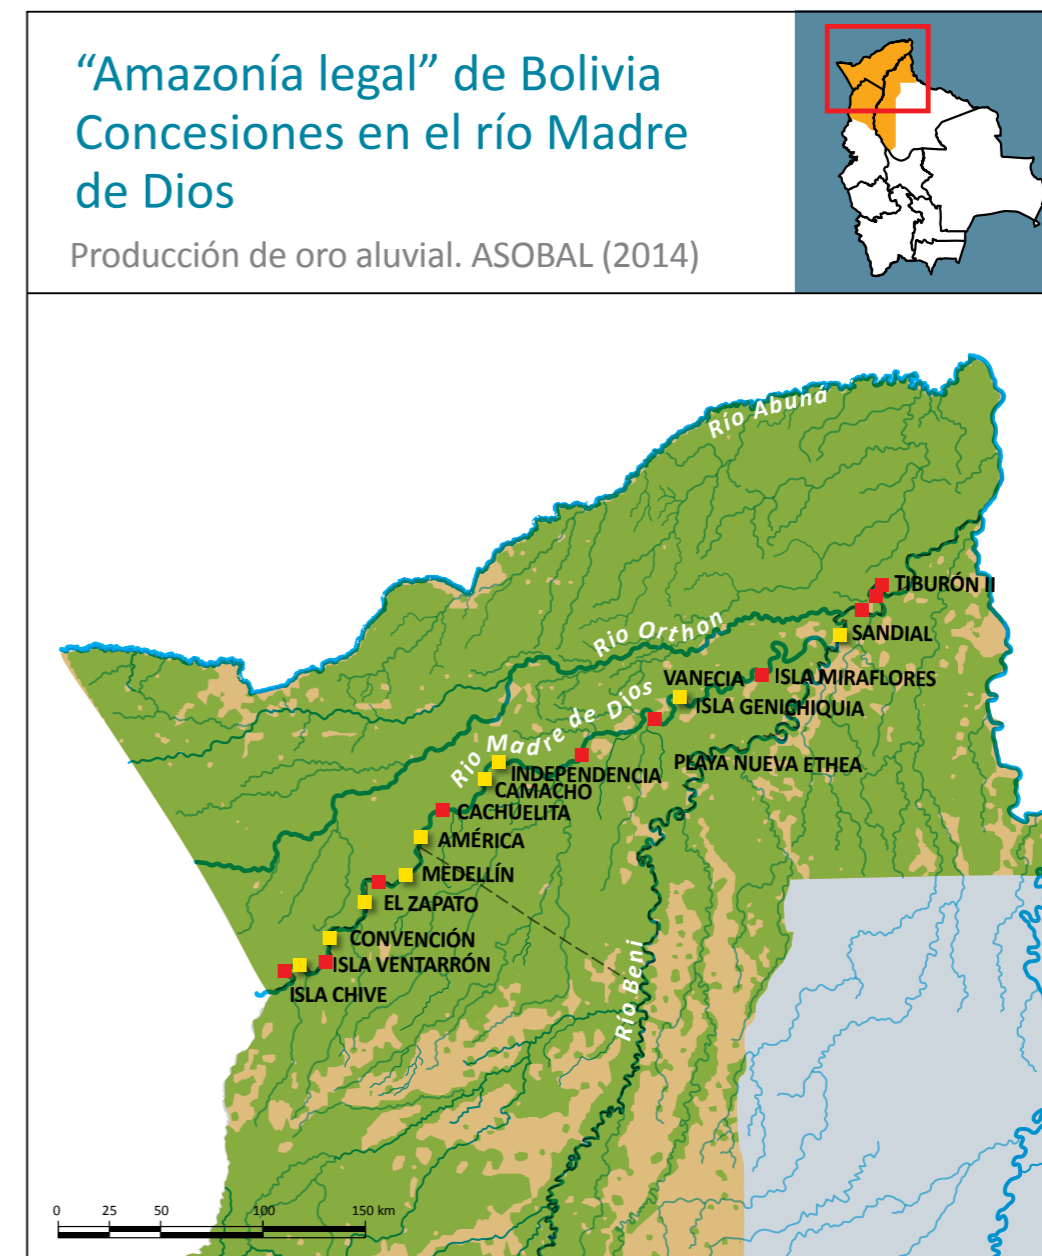 “Amazonía legal” de Bolivia
Concesiones en el río Madre
de Dios
Producción de oro aluvial. ASOBAL (2014)
Río Abuná
TIBURÓN II
Rio Orthon
SANDIAL
VANECIA
ISLA MIRAFLORES
Rio Madre de Dios
ISLA GENICHIQUIA
PLAYA NUEVA ETHEA
INDEPENDENCIA
CAMACHO
CACHUELITA
AMÉRICA
MEDELLÍN
EL ZAPATO
CONVENCIÓN
ISLA VENTARRÓN
ISLA CHIVE
Río Beni
0 25 50 100 150 km